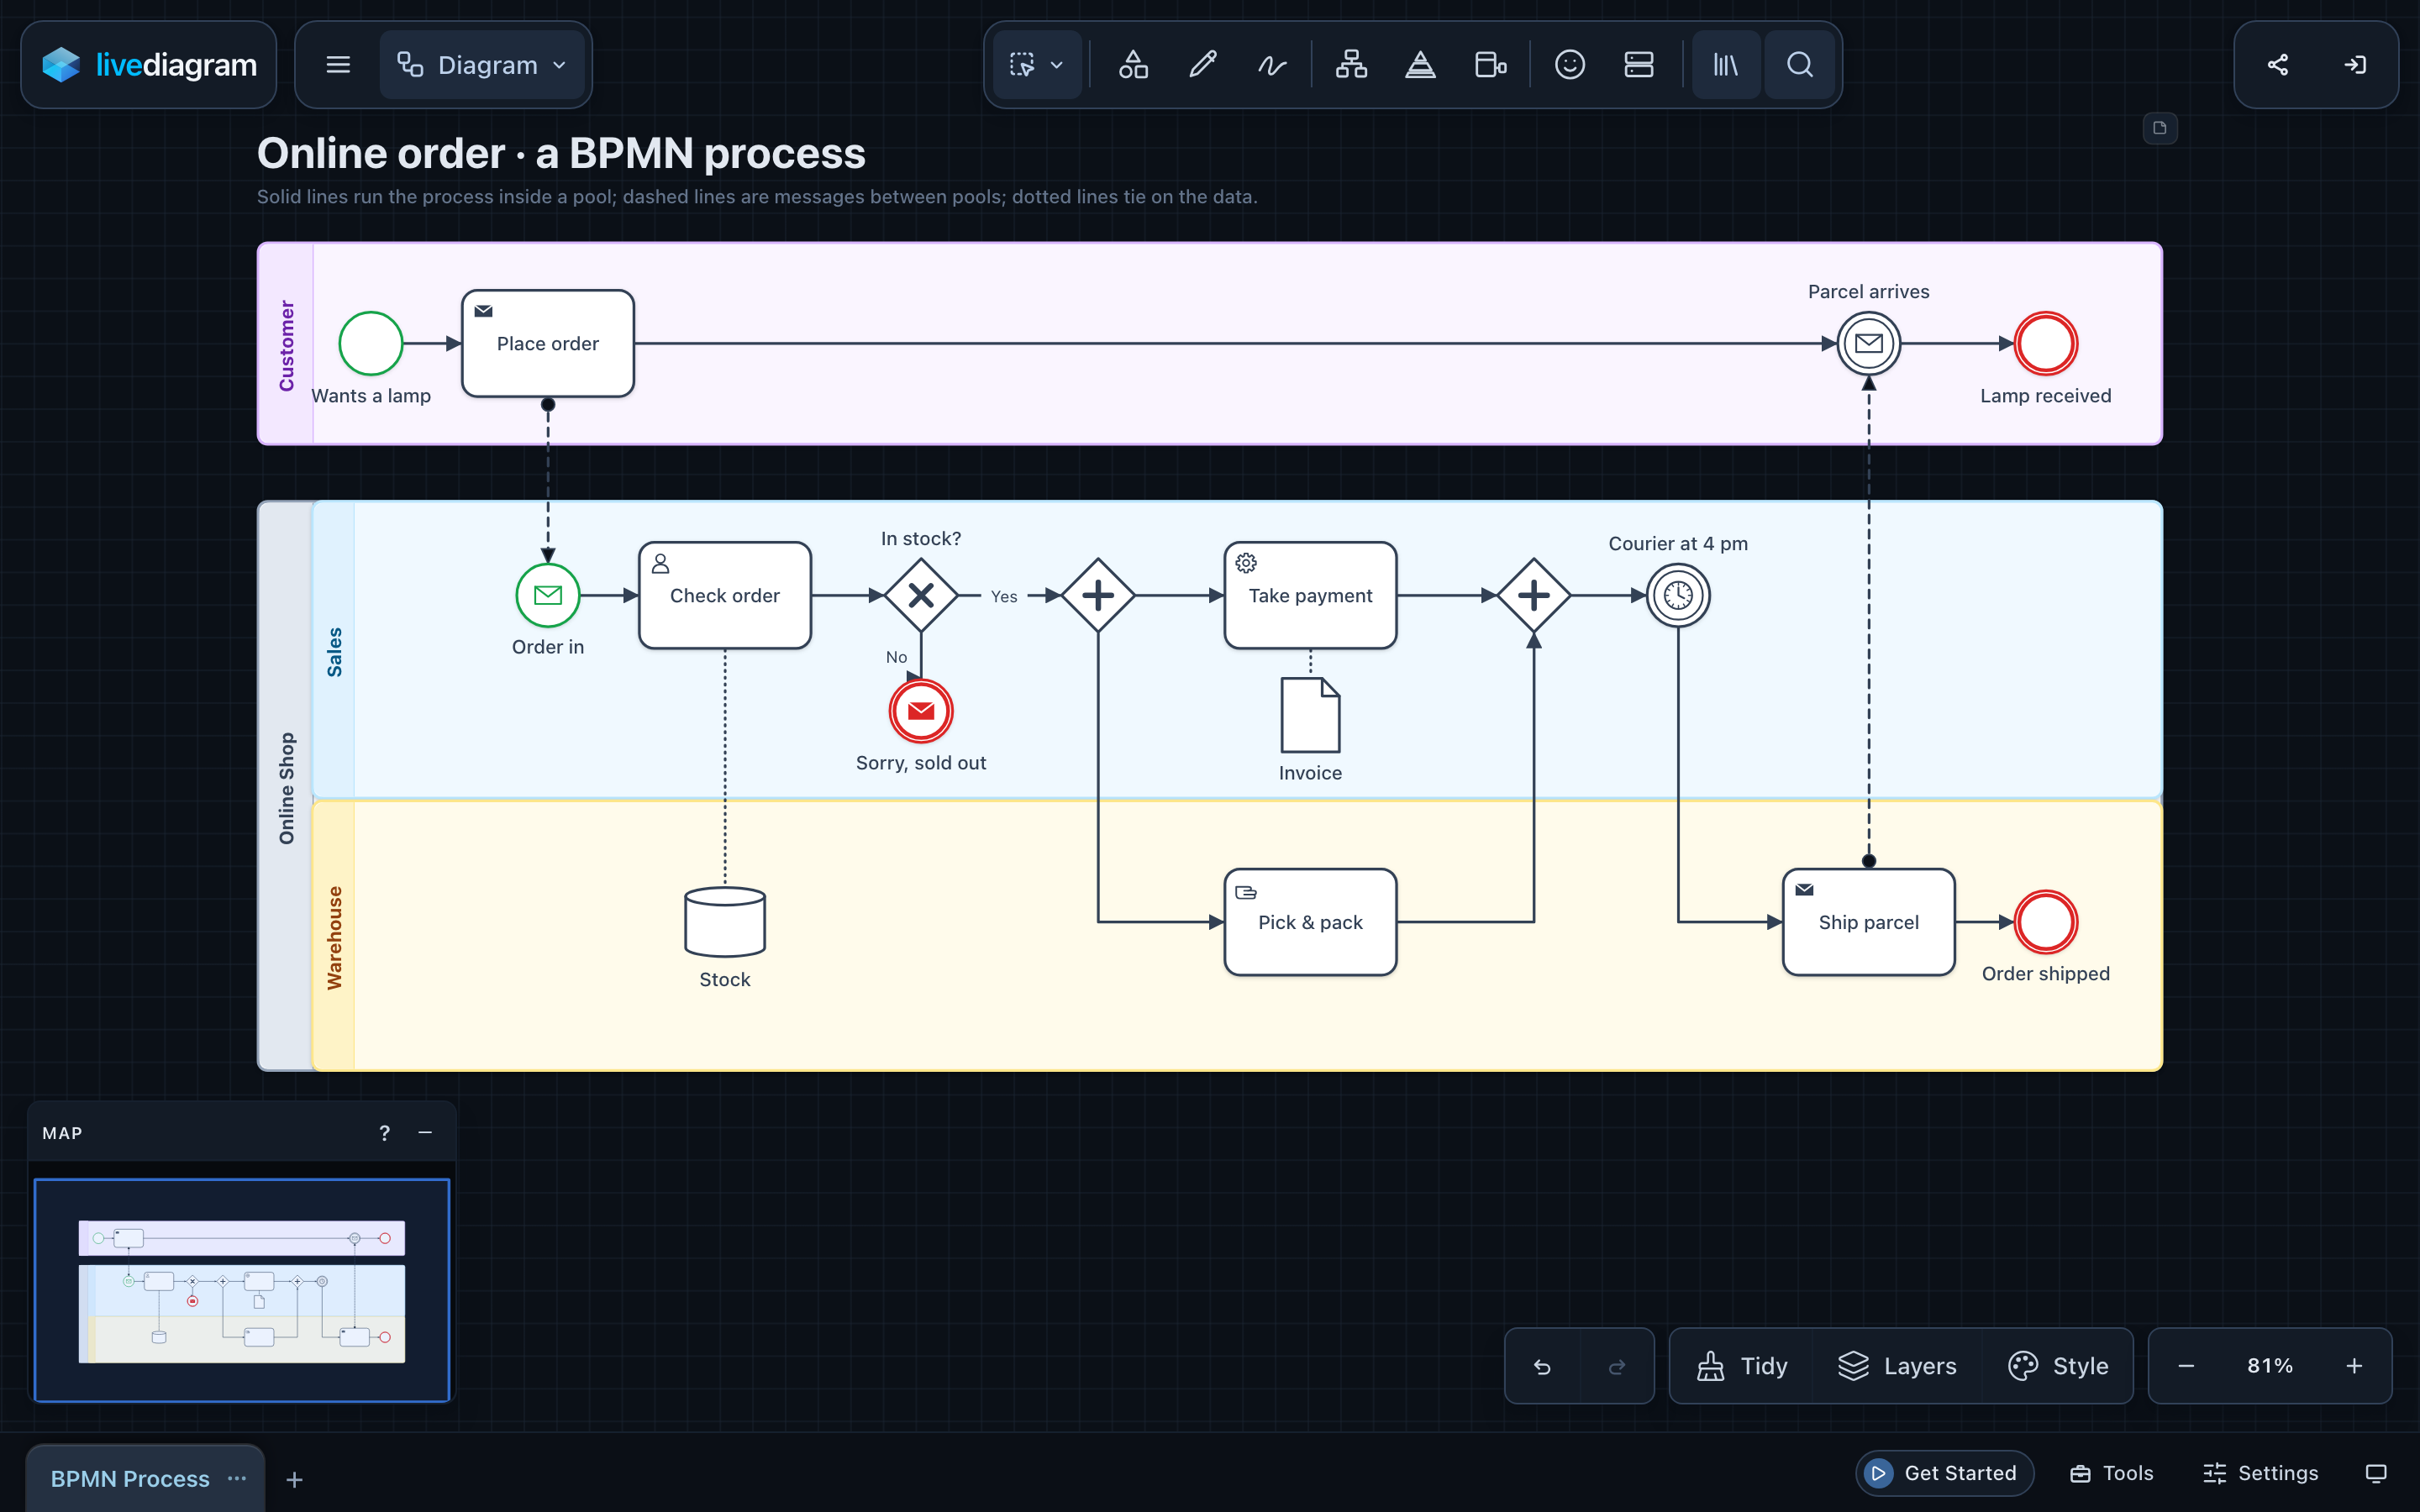 livediagram
Diagram
Online order · a BPMN process
Solid lines run the process inside a pool; dashed lines are messages between pools; dotted lines tie on the data.
Customer
Wants a lamp
Place order
Parcel arrives
Lamp received
Online Shop
Sales
Order in
Check order
In stock?
Yes
No
Sorry, sold out
Take payment
Invoice
Courier at 4 pm
Warehouse
Stock
Pick & pack
Ship parcel
Order shipped
MAP
?
Tidy
Layers
Style
81%
BPMN Process
Get Started
Tools
Settings